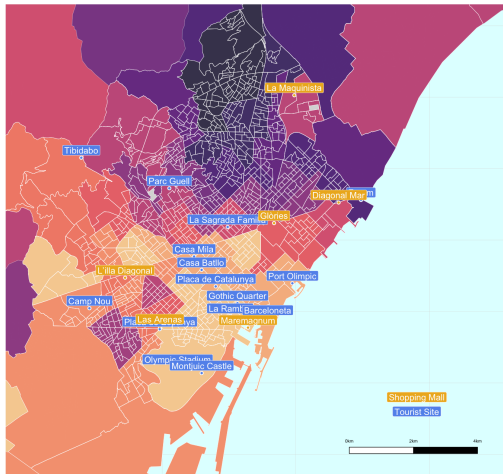 La Maquinista
Tibidabo
Parc Guell
Diagonal Mar
La Sagrada Familia
Glòries
Casa Mila
Casa Batllo
L'illa Diagonal
Placa de Catalunya
Port Olimpic
Gothic Quarter
Camp Nou
La Ramb
Barceloneta
Las Arenas
Maremagnum
Olympic Stadium
Montjuic Castle
Shopping Mall
Tourist Site
0km 2km 4km